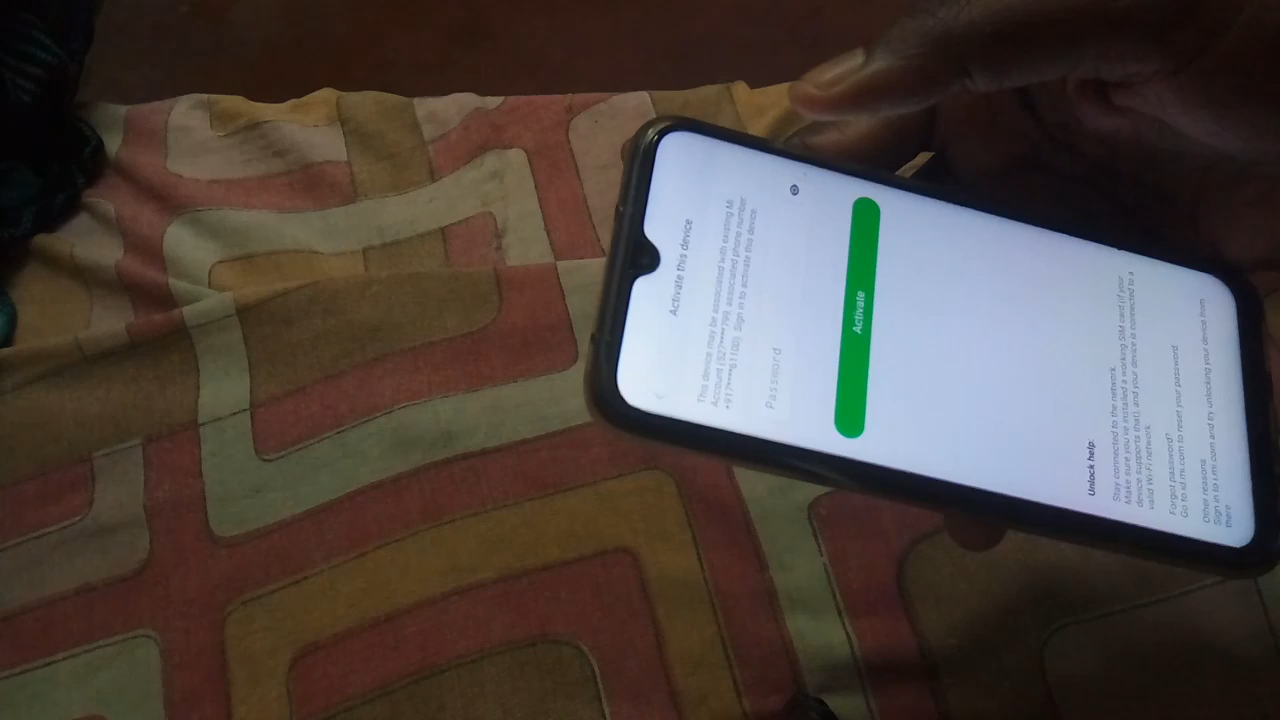 Activate this device
This device may be associated with existing Mi
Account (527****799, associated phone number
+917****61100). Sign in to activate this device.
Password
Activate
Unlock help:
Stay connected to the network.
Make sure you've installed a working SIM card (if your
device supports that), and your device is connected to a
valid Wi-Fi network.
Forgot password?
Go to id.mi.com to reset your password.
Other reasons
Sign in to i.mi.com and try unlocking your device from
there